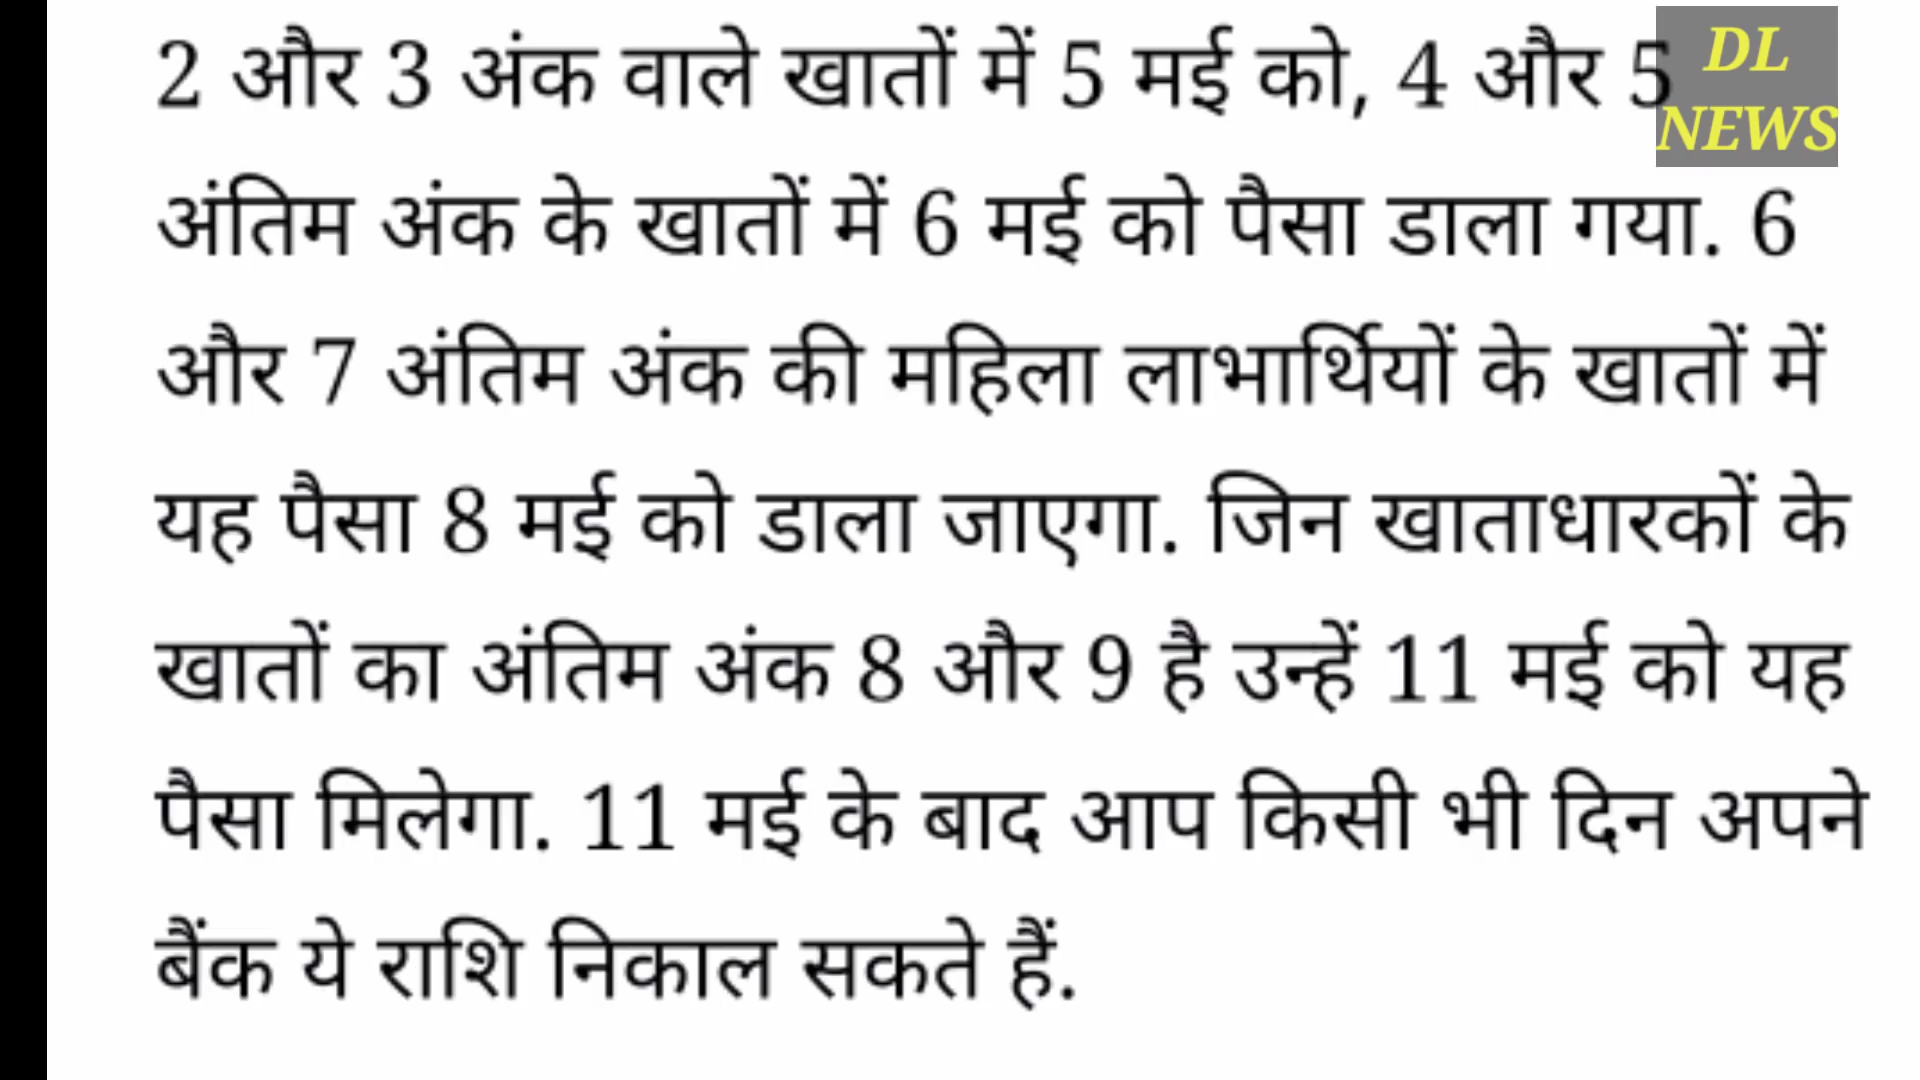 2 और 3 अंक वाले खातों में 5 मई को, 4 और 5
DL
NEWS
अंतिम अंक के खातों में 6 मई को पैसा डाला गया. 6
और 7 अंतिम अंक की महिला लाभार्थियों के खातों में
यह पैसा 8 मई को डाला जाएगा. जिन खाताधारकों के
खातों का अंतिम अंक 8 और 9 है उन्हें 11 मई को यह
पैसा मिलेगा. 11 मई के बाद आप किसी भी दिन अपने
बैंक ये राशि निकाल सकते हैं.